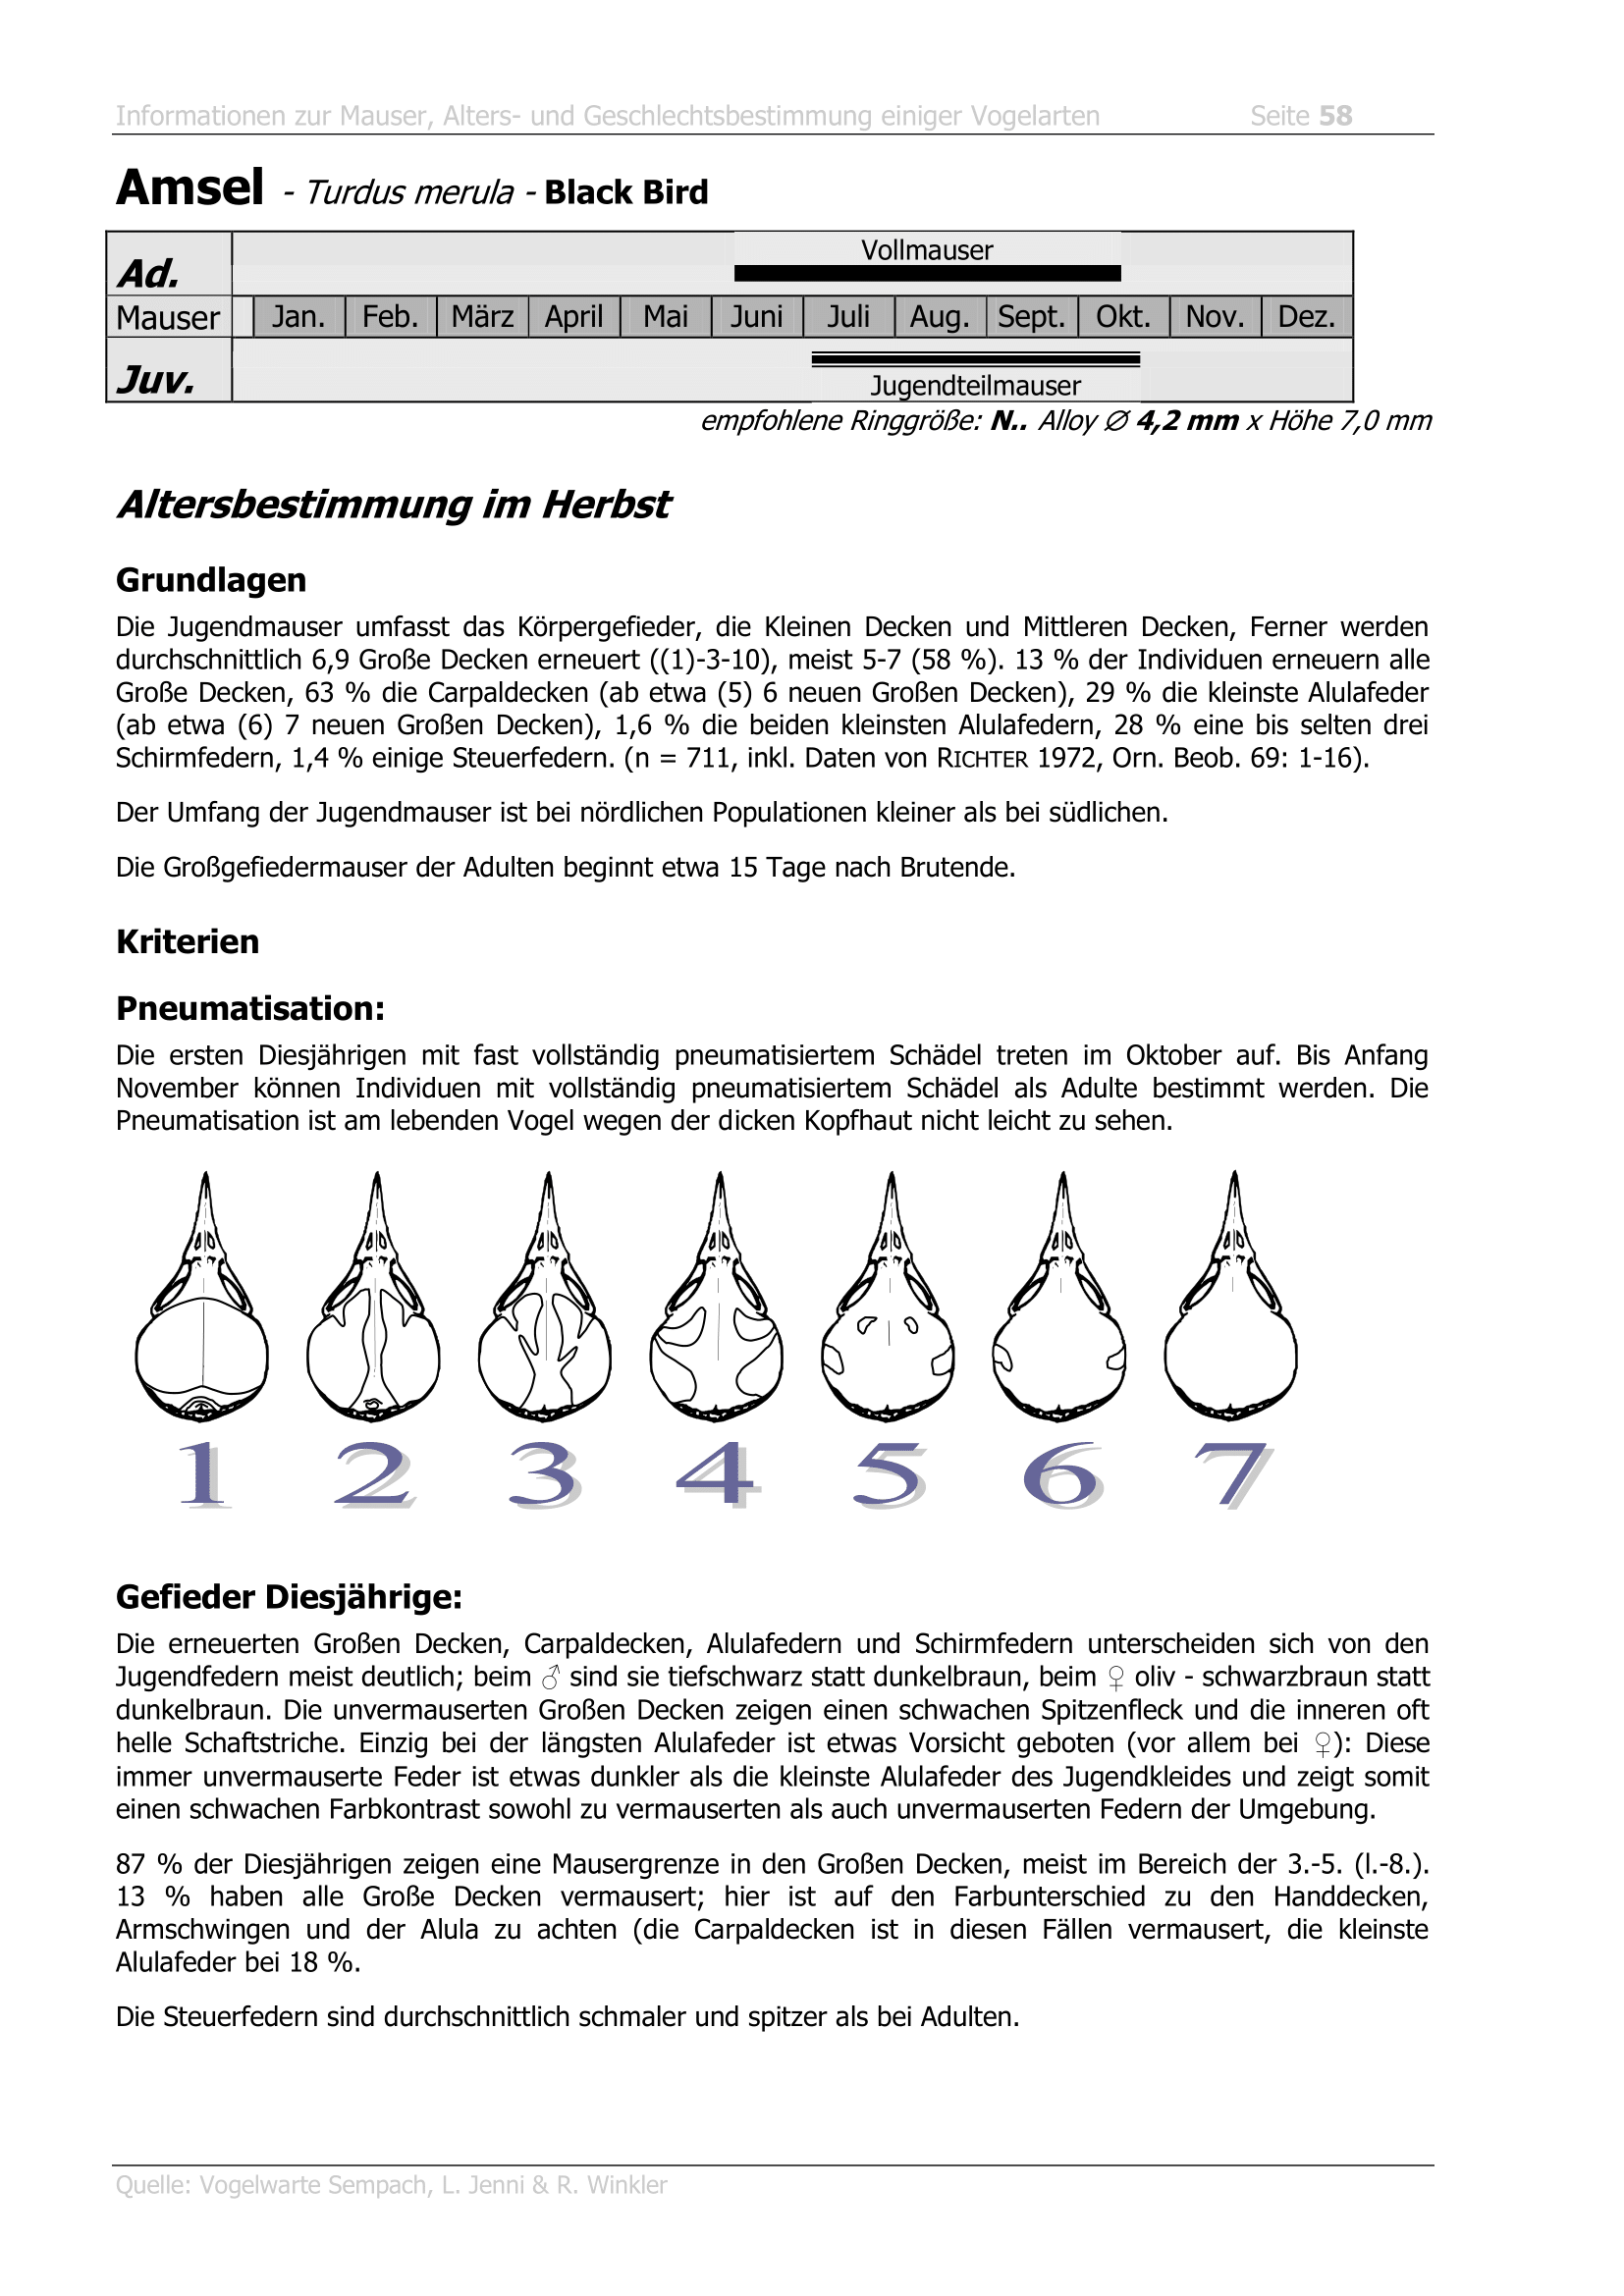 Informationen zur Mauser, Alters- und Geschlechtsbestimmung einiger Vogelarten Seite 58
Amsel - Turdus merula - Black Bird
Vollmauser
Ad.
Mauser Jan. Feb. März April Mai Juni Juli Aug. Sept. Okt. Nov. Dez.
Juv.
Jugendteilmauser
empfohlene Ringgröße: N.. Alloy ∅ 4,2 mm x Höhe 7,0 mm
Altersbestimmung im Herbst
Grundlagen
Die Jugendmauser umfasst das Körpergefieder, die Kleinen Decken und Mittleren Decken, Ferner werden
durchschnittlich 6,9 Große Decken erneuert ((1)-3-10), meist 5-7 (58 %). 13 % der Individuen erneuern alle
Große Decken, 63 % die Carpaldecken (ab etwa (5) 6 neuen Großen Decken), 29 % die kleinste Alulafeder
(ab etwa (6) 7 neuen Großen Decken), 1,6 % die beiden kleinsten Alulafedern, 28 % eine bis selten drei
Schirmfedern, 1,4 % einige Steuerfedern. (n = 711, inkl. Daten von RICHTER 1972, Orn. Beob. 69: 1-16).
Der Umfang der Jugendmauser ist bei nördlichen Populationen kleiner als bei südlichen.
Die Großgefiedermauser der Adulten beginnt etwa 15 Tage nach Brutende.
Kriterien
Pneumatisation:
Die ersten Diesjährigen mit fast vollständig pneumatisiertem Schädel treten im Oktober auf. Bis Anfang
November können Individuen mit vollständig pneumatisiertem Schädel als Adulte bestimmt werden. Die
Pneumatisation ist am lebenden Vogel wegen der dicken Kopfhaut nicht leicht zu sehen.
1 2 3 4 5 6 7
Gefieder Diesjährige:
Die erneuerten Großen Decken, Carpaldecken, Alulafedern und Schirmfedern unterscheiden sich von den
Jugendfedern meist deutlich; beim ♂ sind sie tiefschwarz statt dunkelbraun, beim ♀ oliv - schwarzbraun statt
dunkelbraun. Die unvermauserten Großen Decken zeigen einen schwachen Spitzenfleck und die inneren oft
helle Schaftstriche. Einzig bei der längsten Alulafeder ist etwas Vorsicht geboten (vor allem bei ♀): Diese
immer unvermauserte Feder ist etwas dunkler als die kleinste Alulafeder des Jugendkleides und zeigt somit
einen schwachen Farbkontrast sowohl zu vermauserten als auch unvermauserten Federn der Umgebung.
87 % der Diesjährigen zeigen eine Mausergrenze in den Großen Decken, meist im Bereich der 3.-5. (l.-8.).
13 % haben alle Große Decken vermausert; hier ist auf den Farbunterschied zu den Handdecken,
Armschwingen und der Alula zu achten (die Carpaldecken ist in diesen Fällen vermausert, die kleinste
Alulafeder bei 18 %.
Die Steuerfedern sind durchschnittlich schmaler und spitzer als bei Adulten.
Quelle: Vogelwarte Sempach, L. Jenni & R. Winkler